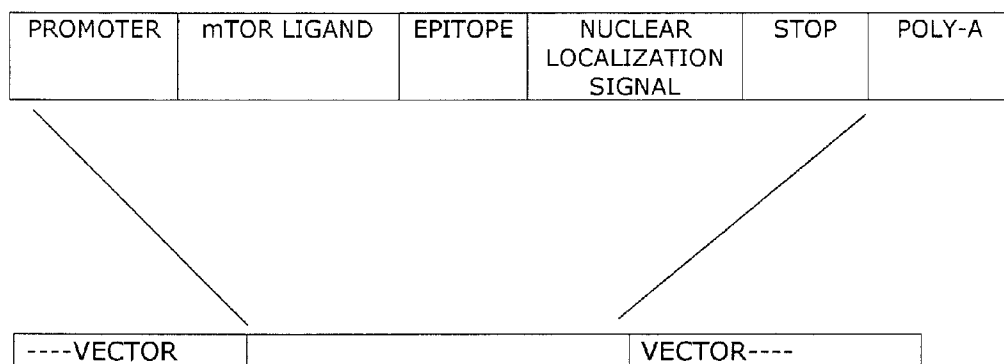 PROMOTER
mTOR LIGAND
EPITOPE
NUCLEAR
LOCALIZATION
SIGNAL
STOP
POLY-A
----VECTOR
VECTOR----